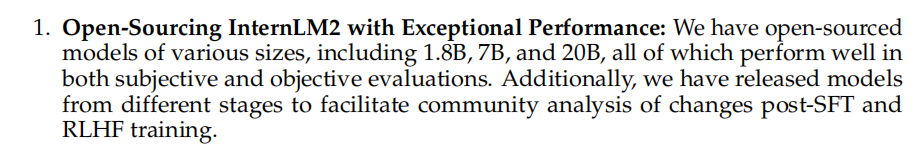 1. Open-Sourcing InternLM2 with Exceptional Performance: We have open-sourced
models of various sizes, including 1.8B, 7B, and 20B, all of which perform well in
both subjective and objective evaluations. Additionally, we have released models
from different stages to facilitate community analysis of changes post-SFT and
RLHF training.